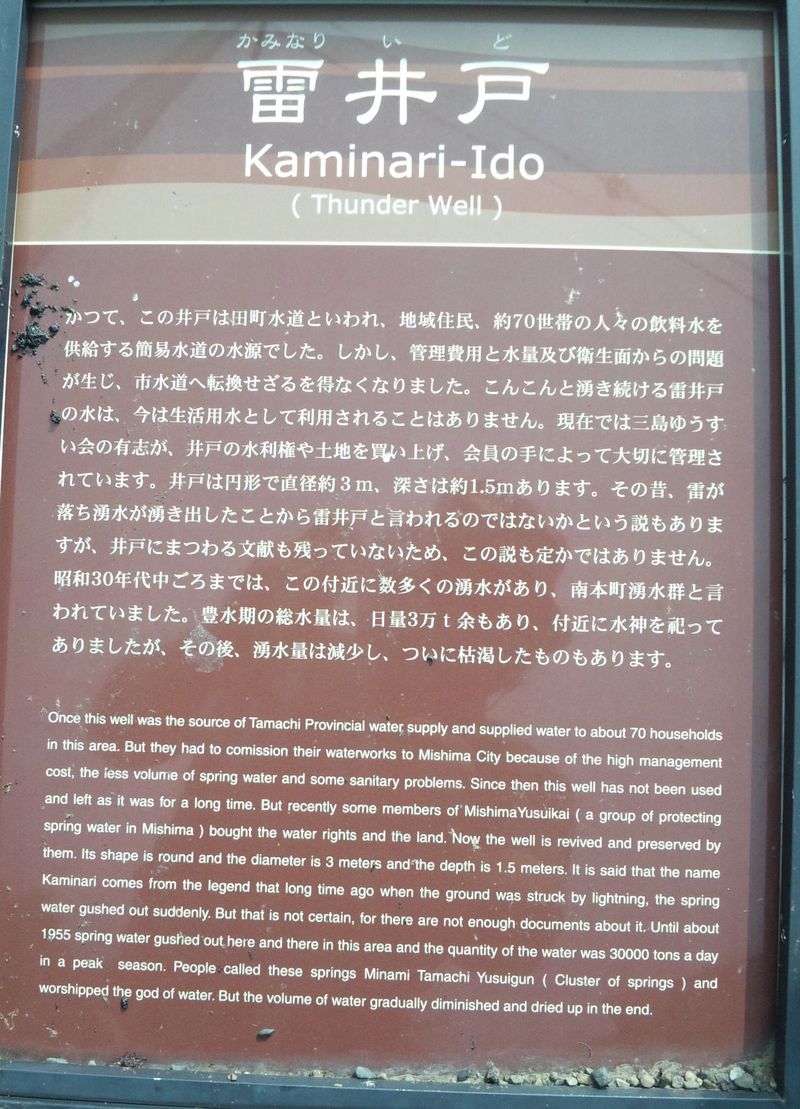 かみなり い ど
雷井戸
Kaminari-Ido
( Thunder Well )
かつて、この井戸は田町水道といわれ、地域住民、約70世帯の人々の飲料水を
供給する簡易水道の水源でした。しかし、管理費用と水量及び衛生面からの問題
が生じ、市水道へ転換せざるを得なくなりました。こんこんと湧き続ける雷井戸
の水は、今は生活用水として利用されることはありません。現在では三島ゆうす
い会の有志が、井戸の水利権や土地を買い上げ、会員の手によって大切に管理さ
れています。井戸は円形で直径約３ｍ、深さは約1.5mあります。その昔、雷が
落ち湧水が湧き出したことから雷井戸と言われるのではないかという説もありま
すが、井戸にまつわる文献も残っていないため、この説も定かではありません。
昭和30年代中ごろまでは、この付近に数多くの湧水があり、南本町湧水群と言
われていました。豊水期の総水量は、日量3万ｔ余もあり、付近に水神を祀って
ありましたが、その後、湧水量は減少し、ついに枯渇したものもあります。
Once this well was the source of Tamachi Provincial water supply and supplied water to about 70 households
in this area. But they had to comission their waterworks to Mishima City because of the high management
cost, the less volume of spring water and some sanitary problems. Since then this well has not been used
and left as it was for a long time. But recently some members of MishimaYusuikai ( a group of protecting
spring water in Mishima ) bought the water rights and the land. Now the well is revived and preserved by
them. Its shape is round and the diameter is 3 meters and the depth is 1.5 meters. It is said that the name
Kaminari comes from the legend that long time ago when the ground was struck by lightning, the spring
water gushed out suddenly. But that is not certain, for there are not enough documents about it. Until about
1955 spring water gushed out here and there in this area and the quantity of the water was 30000 tons a day
in a peak season. People called these springs Minami Tamachi Yusuigun ( Cluster of springs ) and
worshipped the god of water. But the volume of water gradually diminished and dried up in the end.